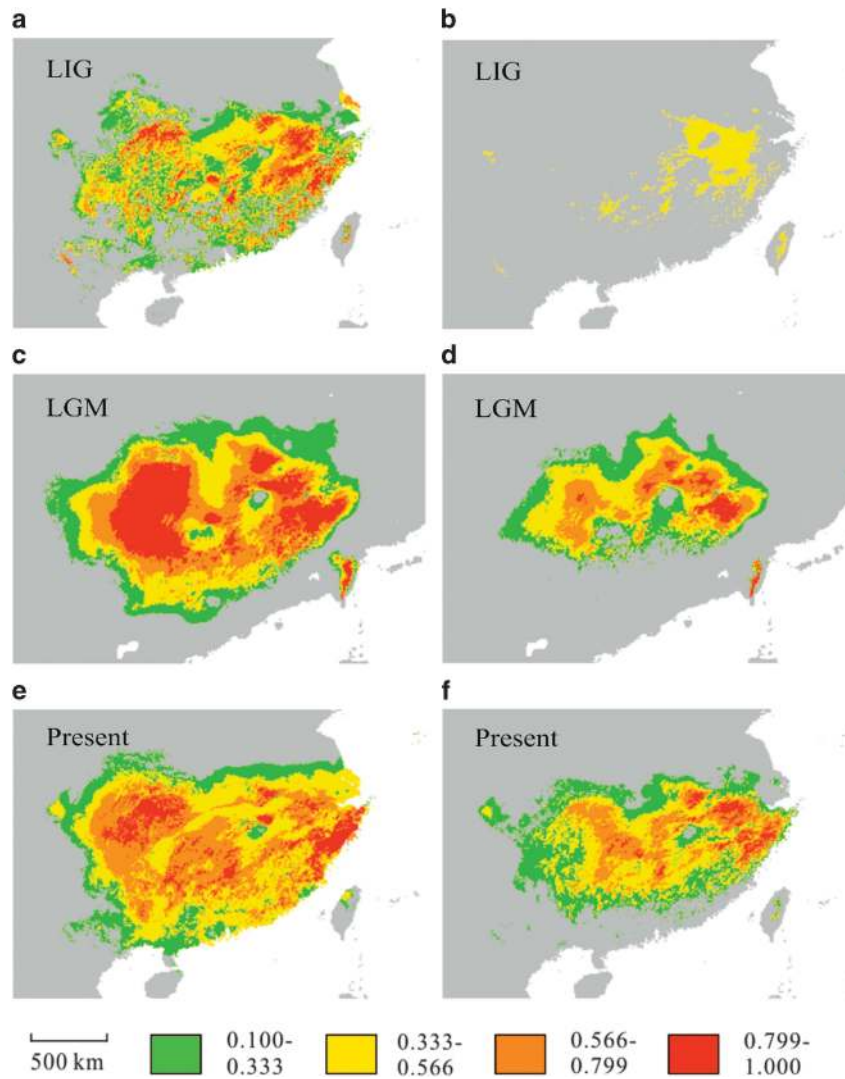 a
b
LIG
LIG
c
d
LGM
LGM
e
f
Present
Present
500 km
0.100-
0.333
0.333-
0.566
0.566-
0.799
0.799-
1.000